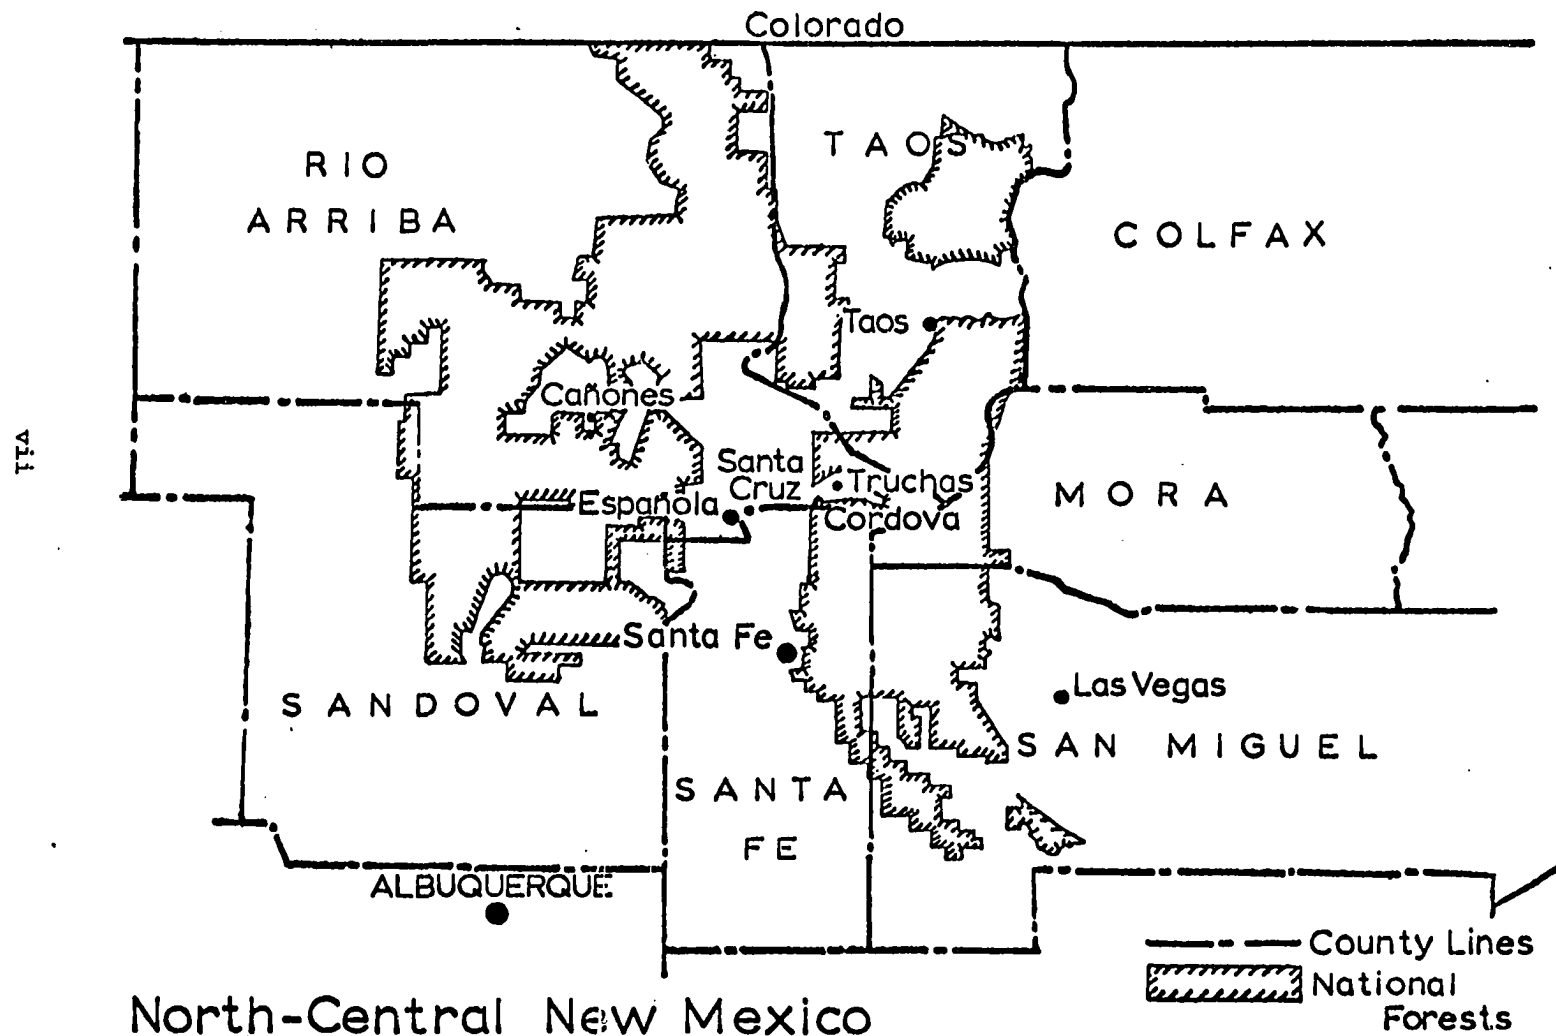 Colorado
TAOS
RIO
ARRIBA
COLFAX
Taos
Cañones
vii
Santa
Cruz
Truchas
Española
Cordova
MORA
Santa Fe
Las Vegas
SANDOVAL
SAN MIGUEL
SANTA
FE
ALBUQUERQUE
County Lines
National
Forests
North-Central New Mexico